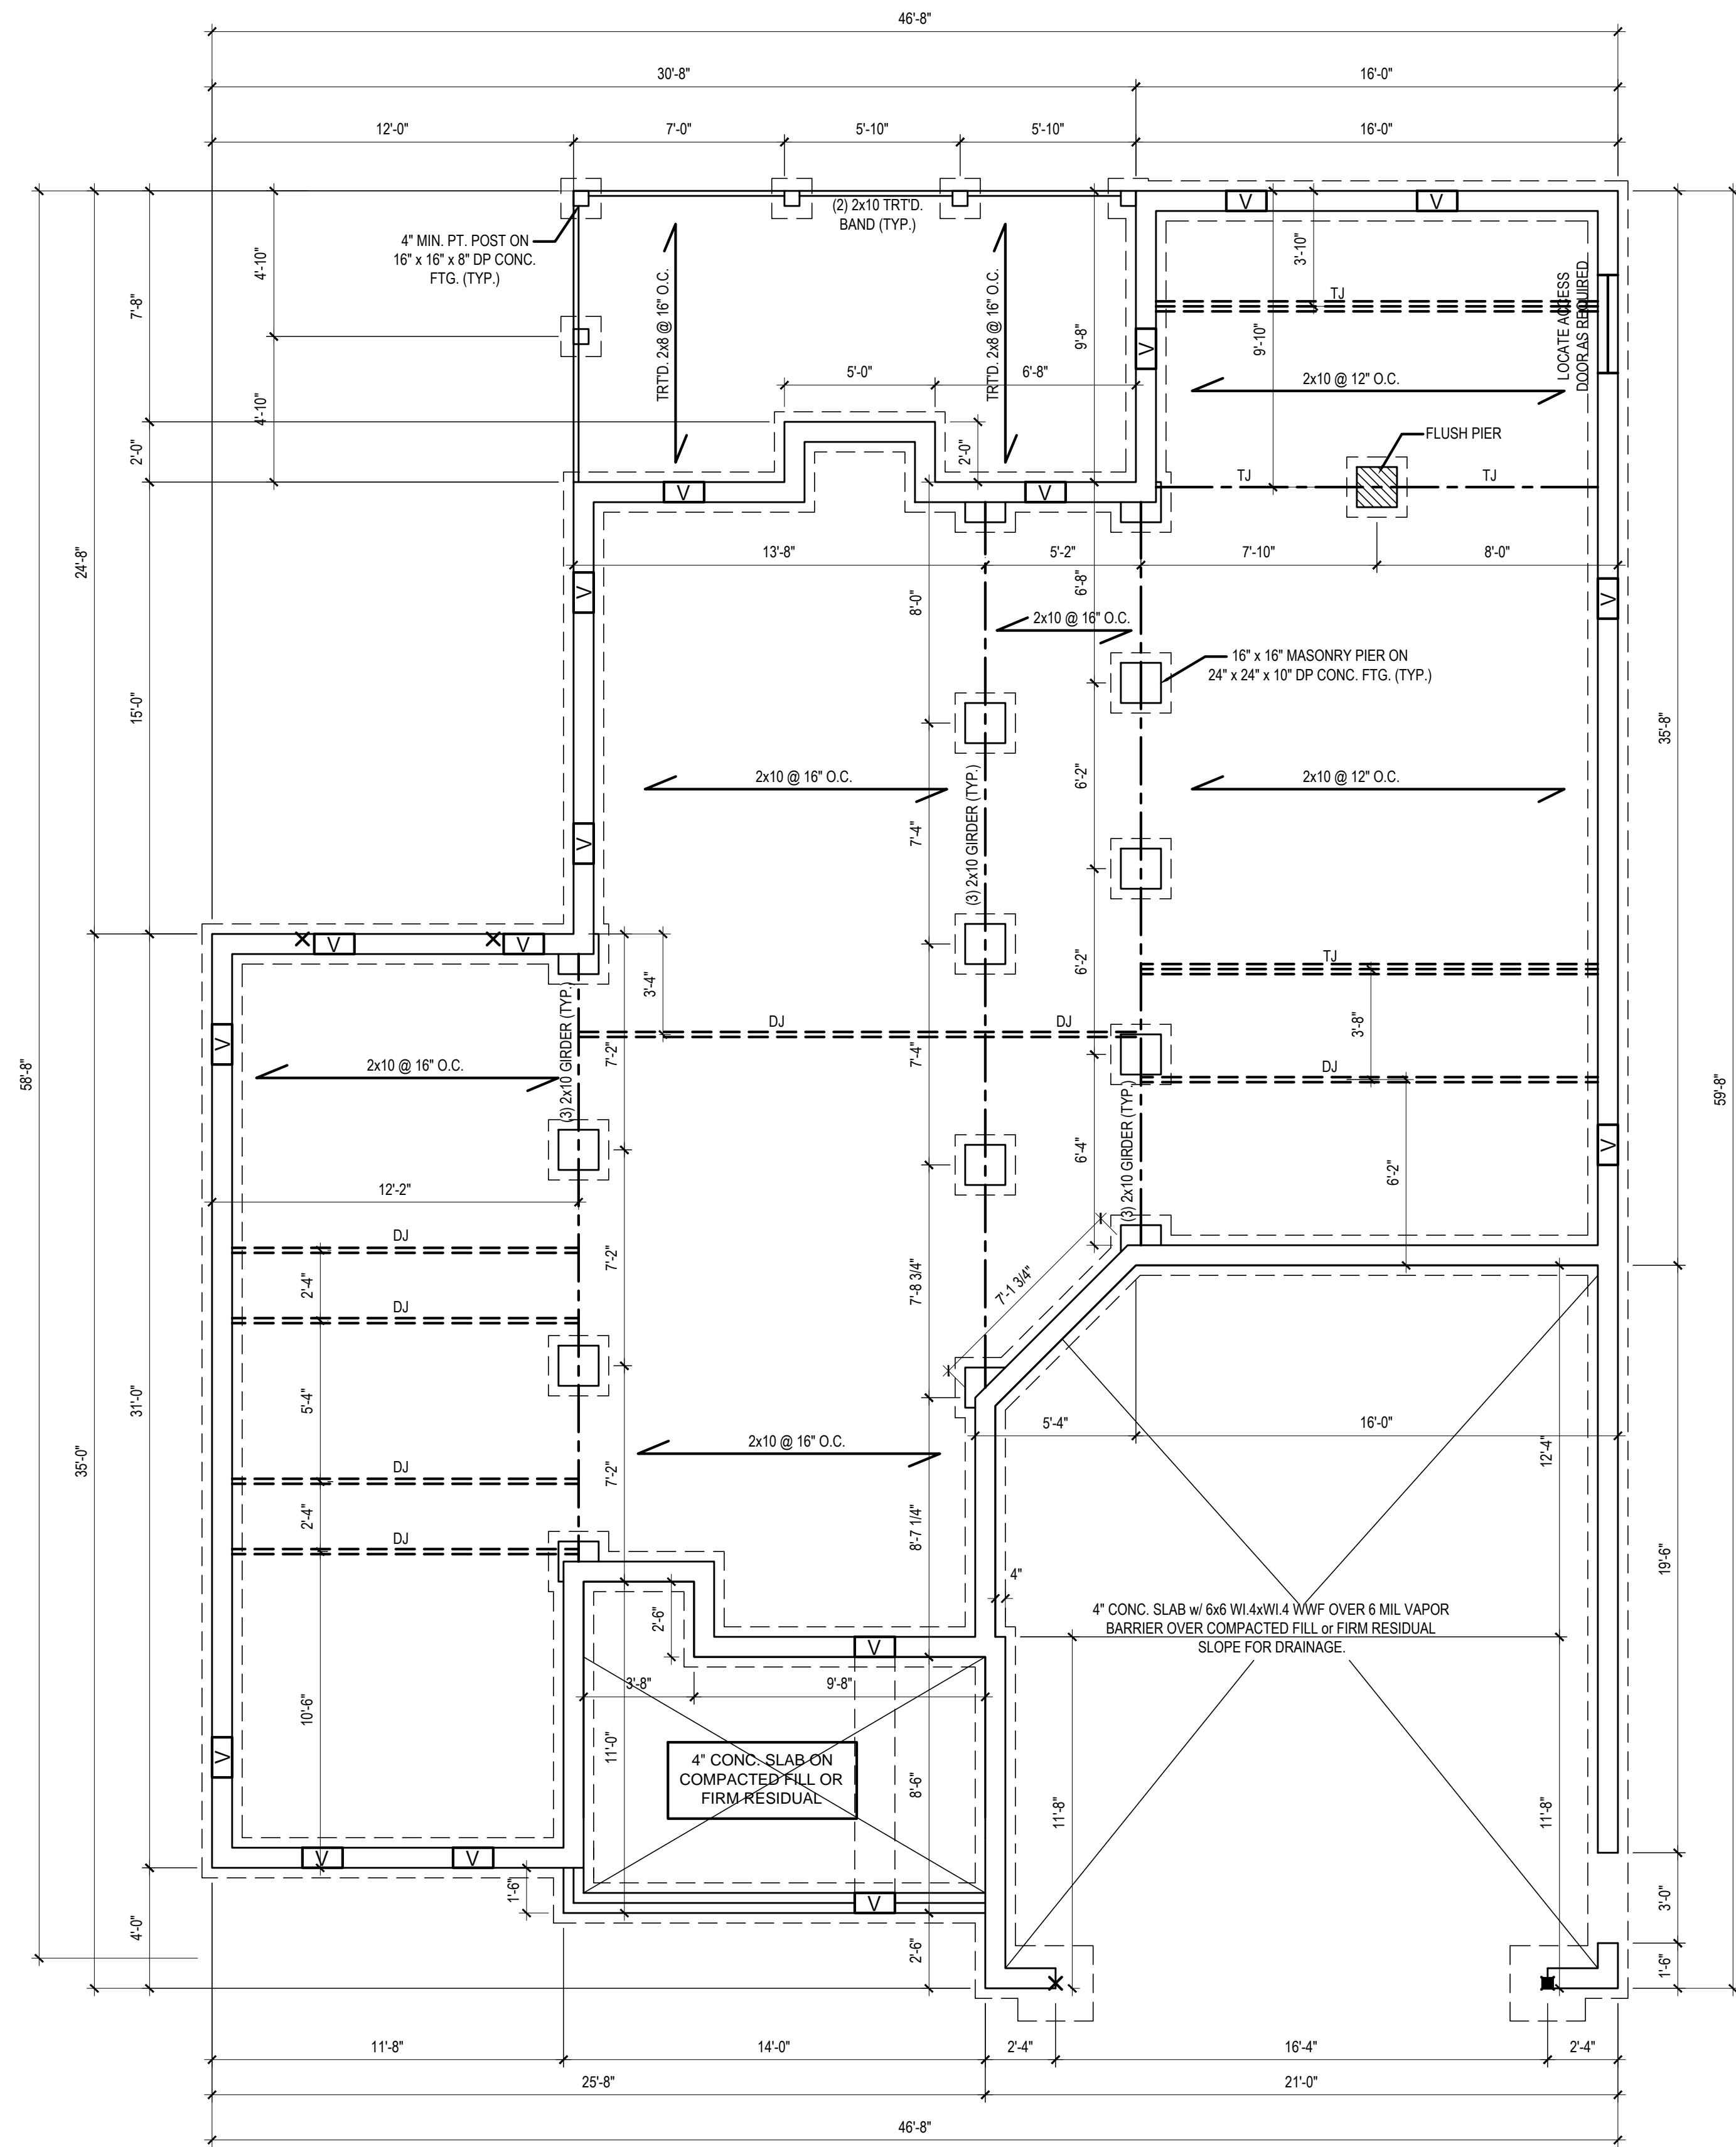 46'-8"
30'-8"
16'-0"
12'-0"
7'-0"
5'-10"
5'-10"
16'-0"
4" MIN. PT. POST ON
16" x 16" x 8" DP CONC.
FTG. (TYP.)
(2) 2x10 TRT'D.
BAND (TYP.)
V
V
4'-10"
7'-8"
TRT'D. 2x8 @ 16" O.C.
TRT'D. 2x8 @ 16" O.C.
9'-8"
3'-10"
TJ
9'-10"
LOCATE ACCESS
DOOR AS REQUIRED
V
5'-0"
6'-8"
2x10 @ 12" O.C.
4'-10"
2'-0"
2'-0"
FLUSH PIER
V
V
TJ
TJ
24'-8"
13'-8"
5'-2"
7'-10"
8'-0"
V
8'-0"
6'-8"
V
2x10 @ 16" O.C.
16" x 16" MASONRY PIER ON
24" x 24" x 10" DP CONC. FTG. (TYP.)
15'-0"
35'-8"
2x10 @ 16" O.C.
(3) 2x10 GIRDER (TYP.)
6'-2"
2x10 @ 12" O.C.
V
7'-4"
V
V
3'-4"
6'-2"
TJ
(3) 2x10 GIRDER (TYP.)
DJ
DJ
3'-8"
V
7'-2"
7'-4"
2x10 @ 16" O.C.
DJ
58'-8"
59'-8"
(3) 2x10 GIRDER (TYP.)
6'-4"
V
6'-2"
12'-2"
DJ
2'-4"
7'-2"
7'-8 3/4"
7'-1 3/4"
DJ
31'-0"
5'-4"
35'-0"
5'-4"
16'-0"
2x10 @ 16" O.C.
12'-4"
DJ
7'-2"
2'-4"
DJ
8'-7 1/4"
19'-6"
4"
4" CONC. SLAB w/ 6x6 WI.4xWI.4 WWF OVER 6 MIL VAPOR
BARRIER OVER COMPACTED FILL or FIRM RESIDUAL
SLOPE FOR DRAINAGE.
2'-6"
V
3'-8"
9'-8"
10'-6"
V
11'-0"
4" CONC. SLAB ON
COMPACTED FILL OR
FIRM RESIDUAL
8'-6"
11'-8"
11'-8"
V
V
1'-6"
V
4'-0"
2'-6"
3'-0"
1'-6"
11'-8"
14'-0"
2'-4"
16'-4"
2'-4"
25'-8"
21'-0"
46'-8"